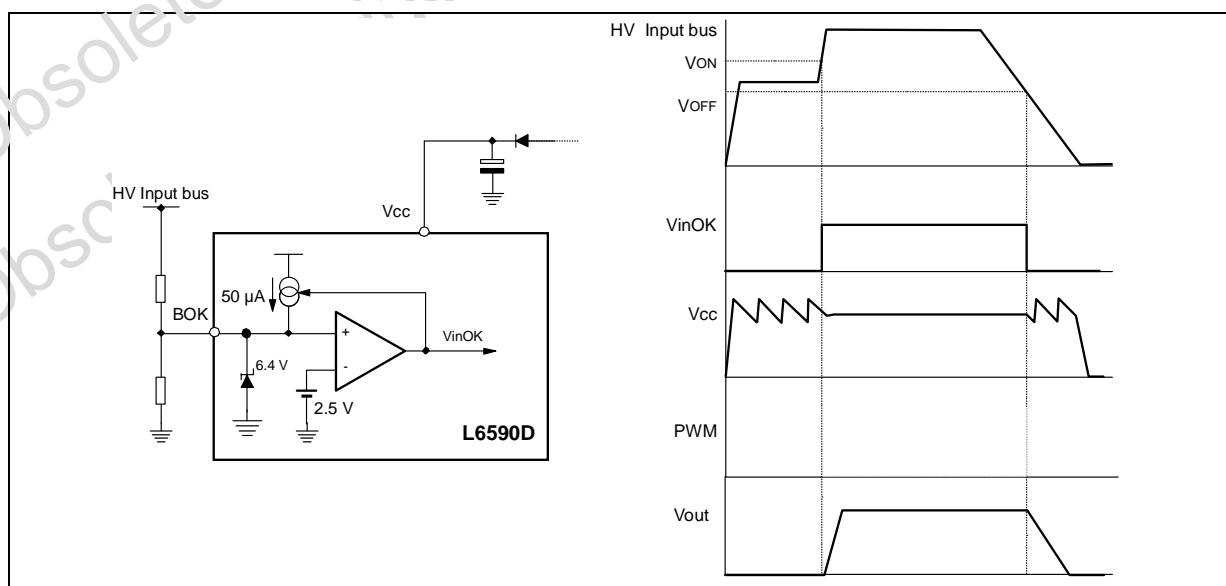 HV Input bus
VON
VOFF
HV Input bus
Vcc
VinOK
50 µA
BOK
Vcc
VinOK
+
6.4 V
-
2.5 V
PWM
L6590D
Vout
obsolete